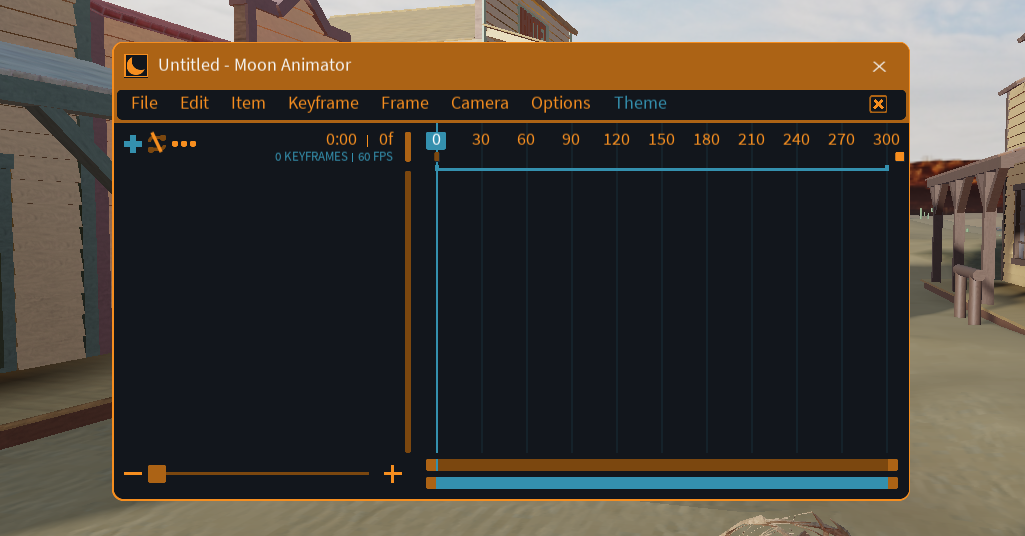 Untitled - Moon Animator
File Edit Item Keyframe Frame Camera Options Theme
0:00 | 0f
0 KEYFRAMES | 60 FPS
0 30 60 90 120 150 180 210 240 270 300